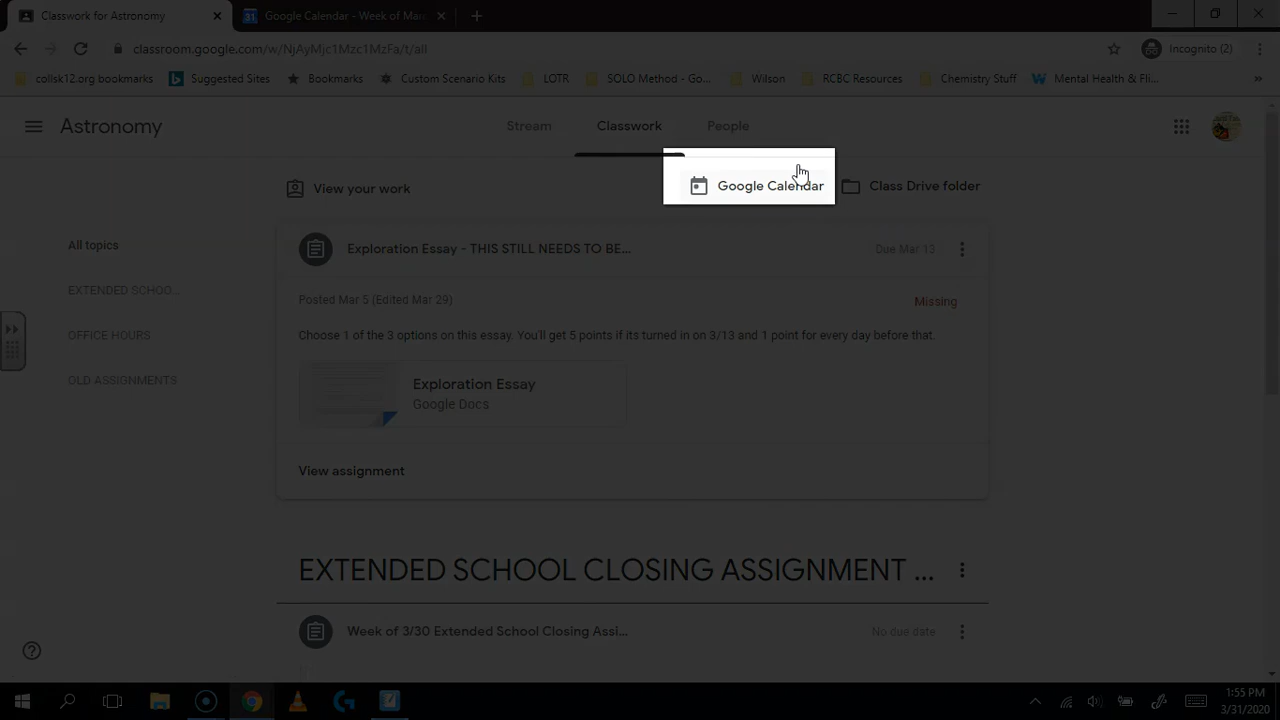 Classwork for Astronomy
Google Calendar - Week of Mar
classroom.google.com/w/NjAyMjc1Mzc1MzFa/t/all
Incognito (2)
collsk12.org bookmarks
Suggested Sites
Bookmarks
Custom Scenario Kits
LOTR
SOLO Method - Go...
Wilson
RCBC Resources
Chemistry Stuff
Mental Health & Fli...
Astronomy
Stream
Classwork
People
View your work
Google Calendar
Class Drive folder
All topics
EXTENDED SCHOO...
OFFICE HOURS
OLD ASSIGNMENTS
Exploration Essay - THIS STILL NEEDS TO BE...
Due Mar 13
Posted Mar 5 (Edited Mar 29)
Missing
Choose 1 of the 3 options on this essay. You'll get 5 points if its turned in on 3/13 and 1 point for every day before that.
Exploration Essay
Google Docs
View assignment
EXTENDED SCHOOL CLOSING ASSIGNMENT ...
Week of 3/30 Extended School Closing Assi...
No due date
1:55 PM
3/31/2020